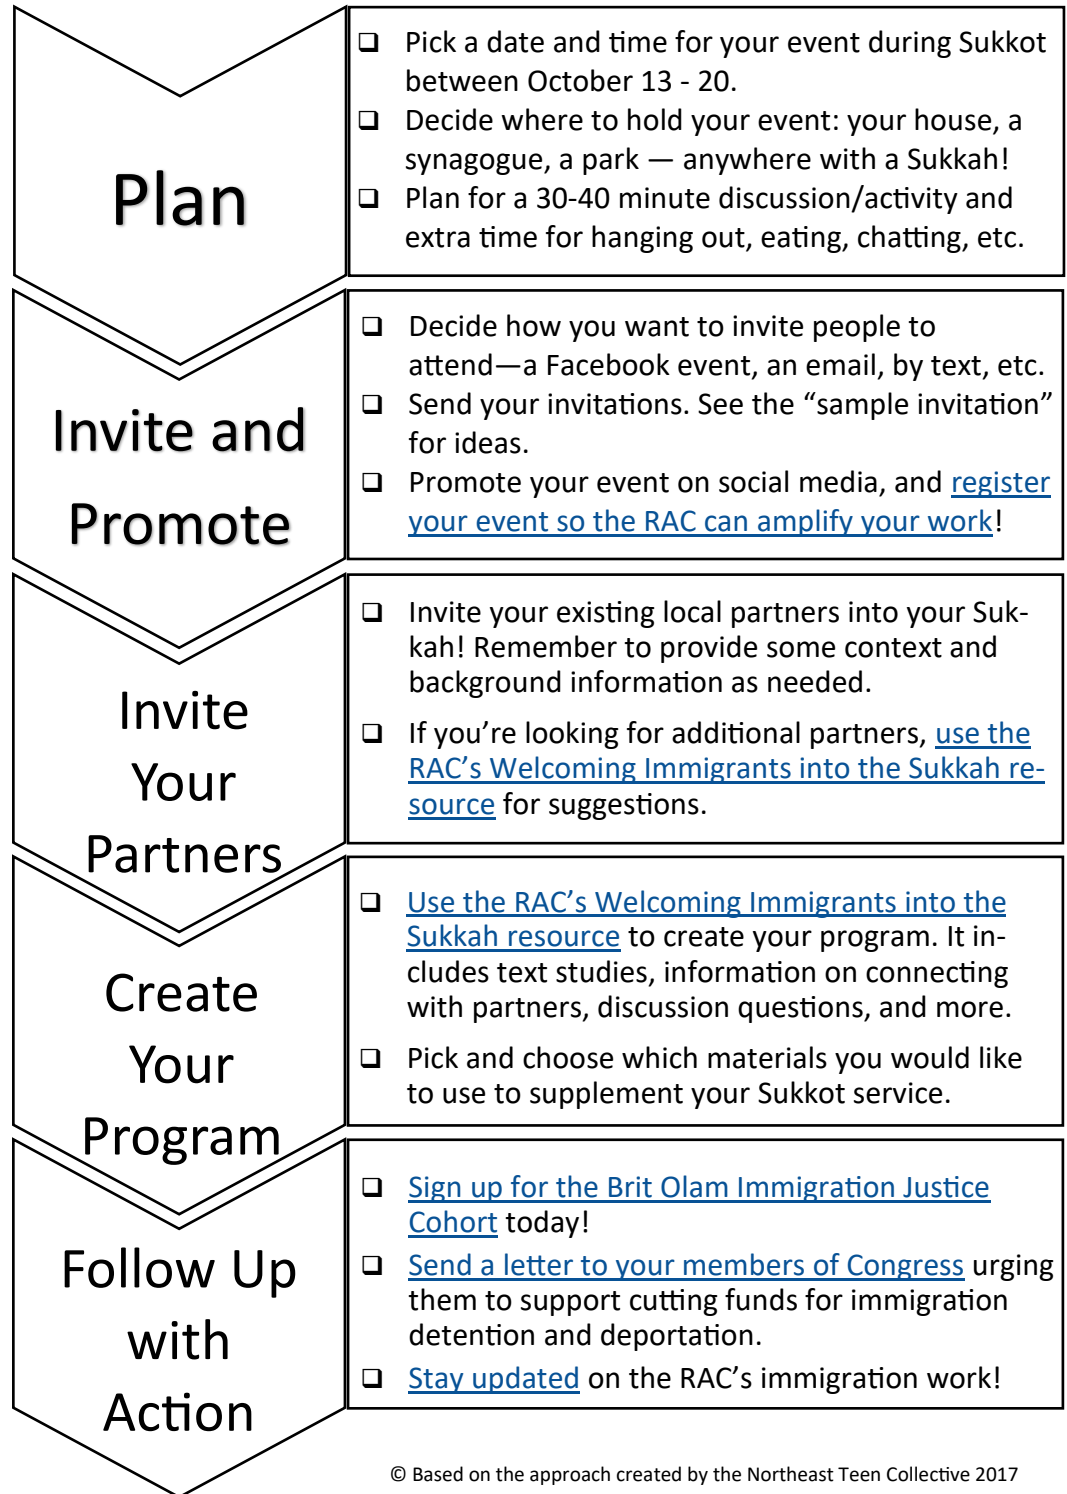 Plan
❑ Pick a date and time for your event during Sukkot
between October 13 - 20.
❑ Decide where to hold your event: your house, a
synagogue, a park — anywhere with a Sukkah!
❑ Plan for a 30-40 minute discussion/activity and
extra time for hanging out, eating, chatting, etc.
Invite and
Promote
❑ Decide how you want to invite people to
attend—a Facebook event, an email, by text, etc.
❑ Send your invitations. See the “sample invitation”
for ideas.
❑ Promote your event on social media, and register
your event so the RAC can amplify your work!
Invite
Your
Partners
❑ Invite your existing local partners into your Suk-
kah! Remember to provide some context and
background information as needed.
❑ If you’re looking for additional partners, use the
RAC’s Welcoming Immigrants into the Sukkah re-
source for suggestions.
Create
Your
Program
❑ Use the RAC’s Welcoming Immigrants into the
Sukkah resource to create your program. It in-
cludes text studies, information on connecting
with partners, discussion questions, and more.
❑ Pick and choose which materials you would like
to use to supplement your Sukkot service.
Follow Up
with
Action
❑ Sign up for the Brit Olam Immigration Justice
Cohort today!
❑ Send a letter to your members of Congress urging
them to support cutting funds for immigration
detention and deportation.
❑ Stay updated on the RAC’s immigration work!
© Based on the approach created by the Northeast Teen Collective 2017